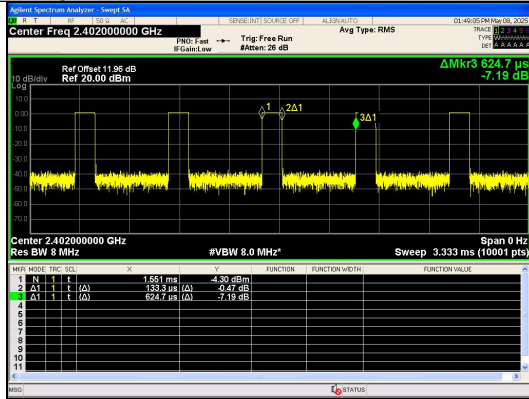 Agilent Spectrum Analyzer - Swept SA
R T RF 50 Ω AC SENSE:INT SOURCE OFF ALIGN AUTO 01:49:05 PM May 08, 2025
Center Freq 2.402000000 GHz
PNO: Fast
IFGain:Low
Trig: Free Run
#Atten: 26 dB
Avg Type: RMS
TRACE 1 2 3 4 5 6
TYPE
DET A A A A A A
ΔMkr3 624.7 µs
-7.19 dB
Ref Offset 11.96 dB
10 dB/div Ref 20.00 dBm
Log
10.0
0.00
-10.0
-20.0
-30.0
-40.0
-50.0
-60.0
-70.0
1
2Δ1
3Δ1
Center 2.402000000 GHz Span 0 Hz
Res BW 8 MHz #VBW 8.0 MHz* Sweep 3.333 ms (10001 pts)
MKR MODE TRC SCL X Y FUNCTION FUNCTION WIDTH FUNCTION VALUE
1 N 1 t 1.551 ms -4.30 dBm
2 Δ1 1 t (Δ) 133.3 µs (Δ) -0.47 dB
3 Δ1 1 t (Δ) 624.7 µs (Δ) -7.19 dB
4
5
6
7
8
9
10
11
MSG STATUS